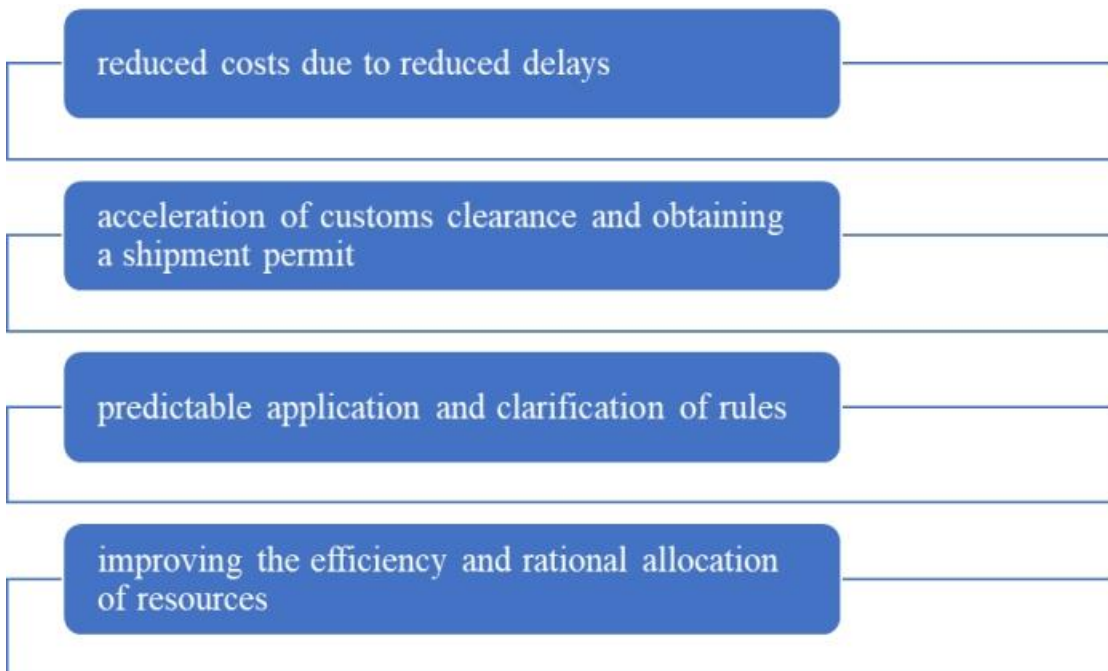 reduced costs due to reduced delays
acceleration of customs clearance and obtaining
a shipment permit
predictable application and clarification of rules
improving the efficiency and rational allocation
of resources